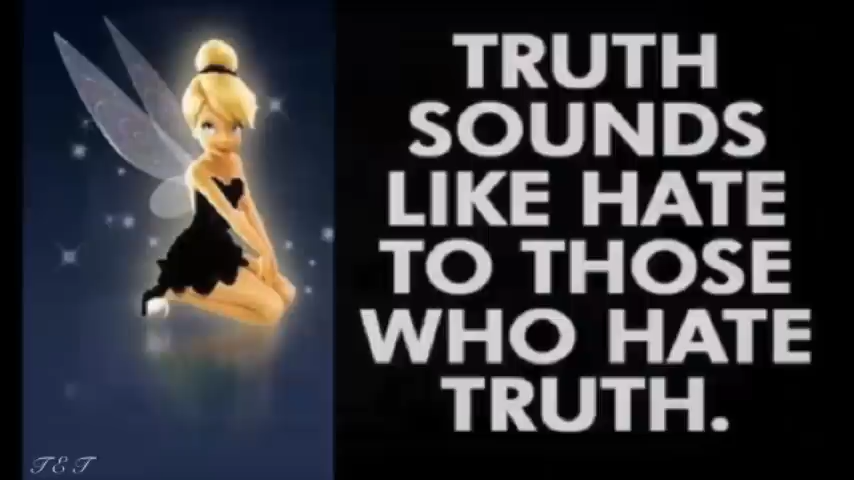 TRUTH
SOUNDS
LIKE HATE
TO THOSE
WHO HATE
TRUTH.
T&T